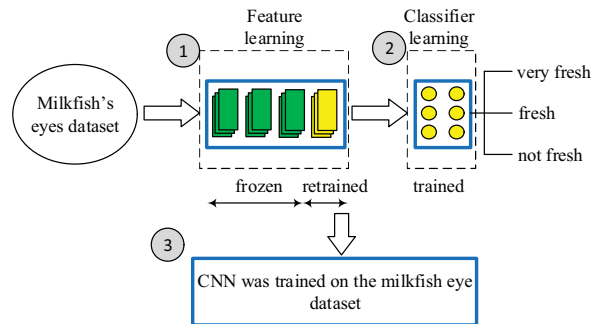 Feature
learning
Classifier
learning
1
2
Milkfish's
eyes dataset
very fresh
fresh
not fresh
frozen
retrained
trained
3
CNN was trained on the milkfish eye
dataset